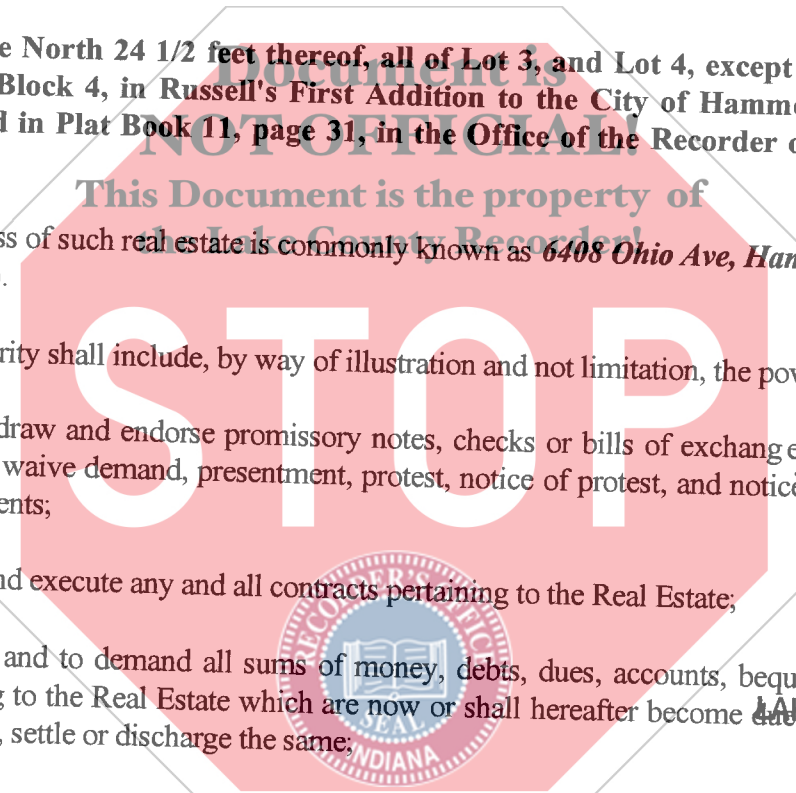 e North 24 1/2 feet thereof, all of Lot 3, and Lot 4, except
Document is
Block 4, in Russell's First Addition to the City of Hamm
d in Plat Book 11, page 31, in the Office of the Recorder o
NOT OFFICIAL!
This Document is the property of
the Lake County Recorder!
ss of such real estate is commonly known as 6408 Ohio Ave, Ham
).
STOP
rity shall include, by way of illustration and not limitation, the pow
draw and endorse promissory notes, checks or bills of exchange
waive demand, presentment, protest, notice of protest, and notice
ents;
nd execute any and all contracts pertaining to the Real Estate;
RECORDER'S OFFICE
and to demand all sums of money, debts, dues, accounts, bequ
g to the Real Estate which are now or shall hereafter become due
LA
SEAL
, settle or discharge the same;
INDIANA